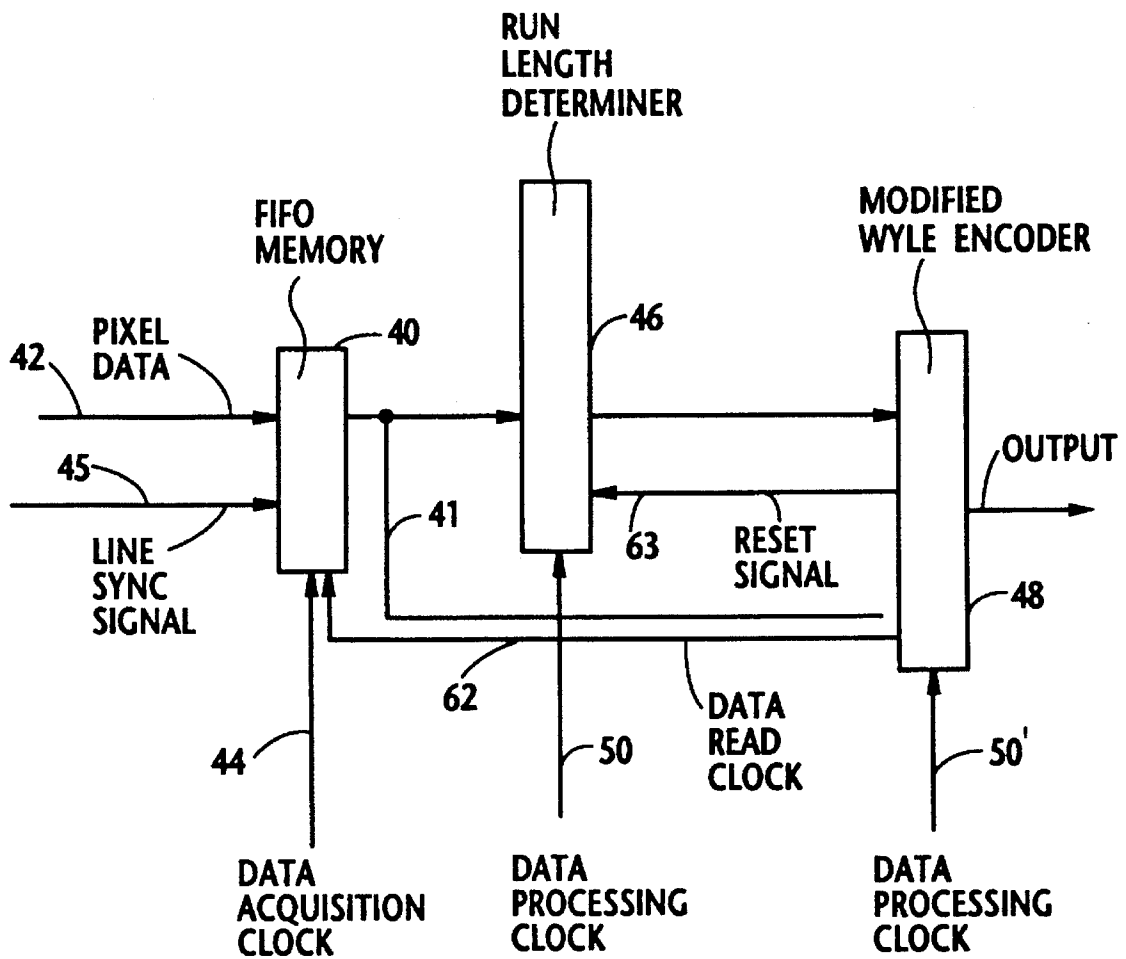 RUN
LENGTH
DETERMINER
FIFO
MEMORY
MODIFIED
WYLE ENCODER
PIXEL
DATA
42
40
46
45
LINE
SYNC
SIGNAL
41
63
RESET
SIGNAL
OUTPUT
48
62
DATA
READ
CLOCK
44
50
50'
DATA
ACQUISITION
CLOCK
DATA
PROCESSING
CLOCK
DATA
PROCESSING
CLOCK